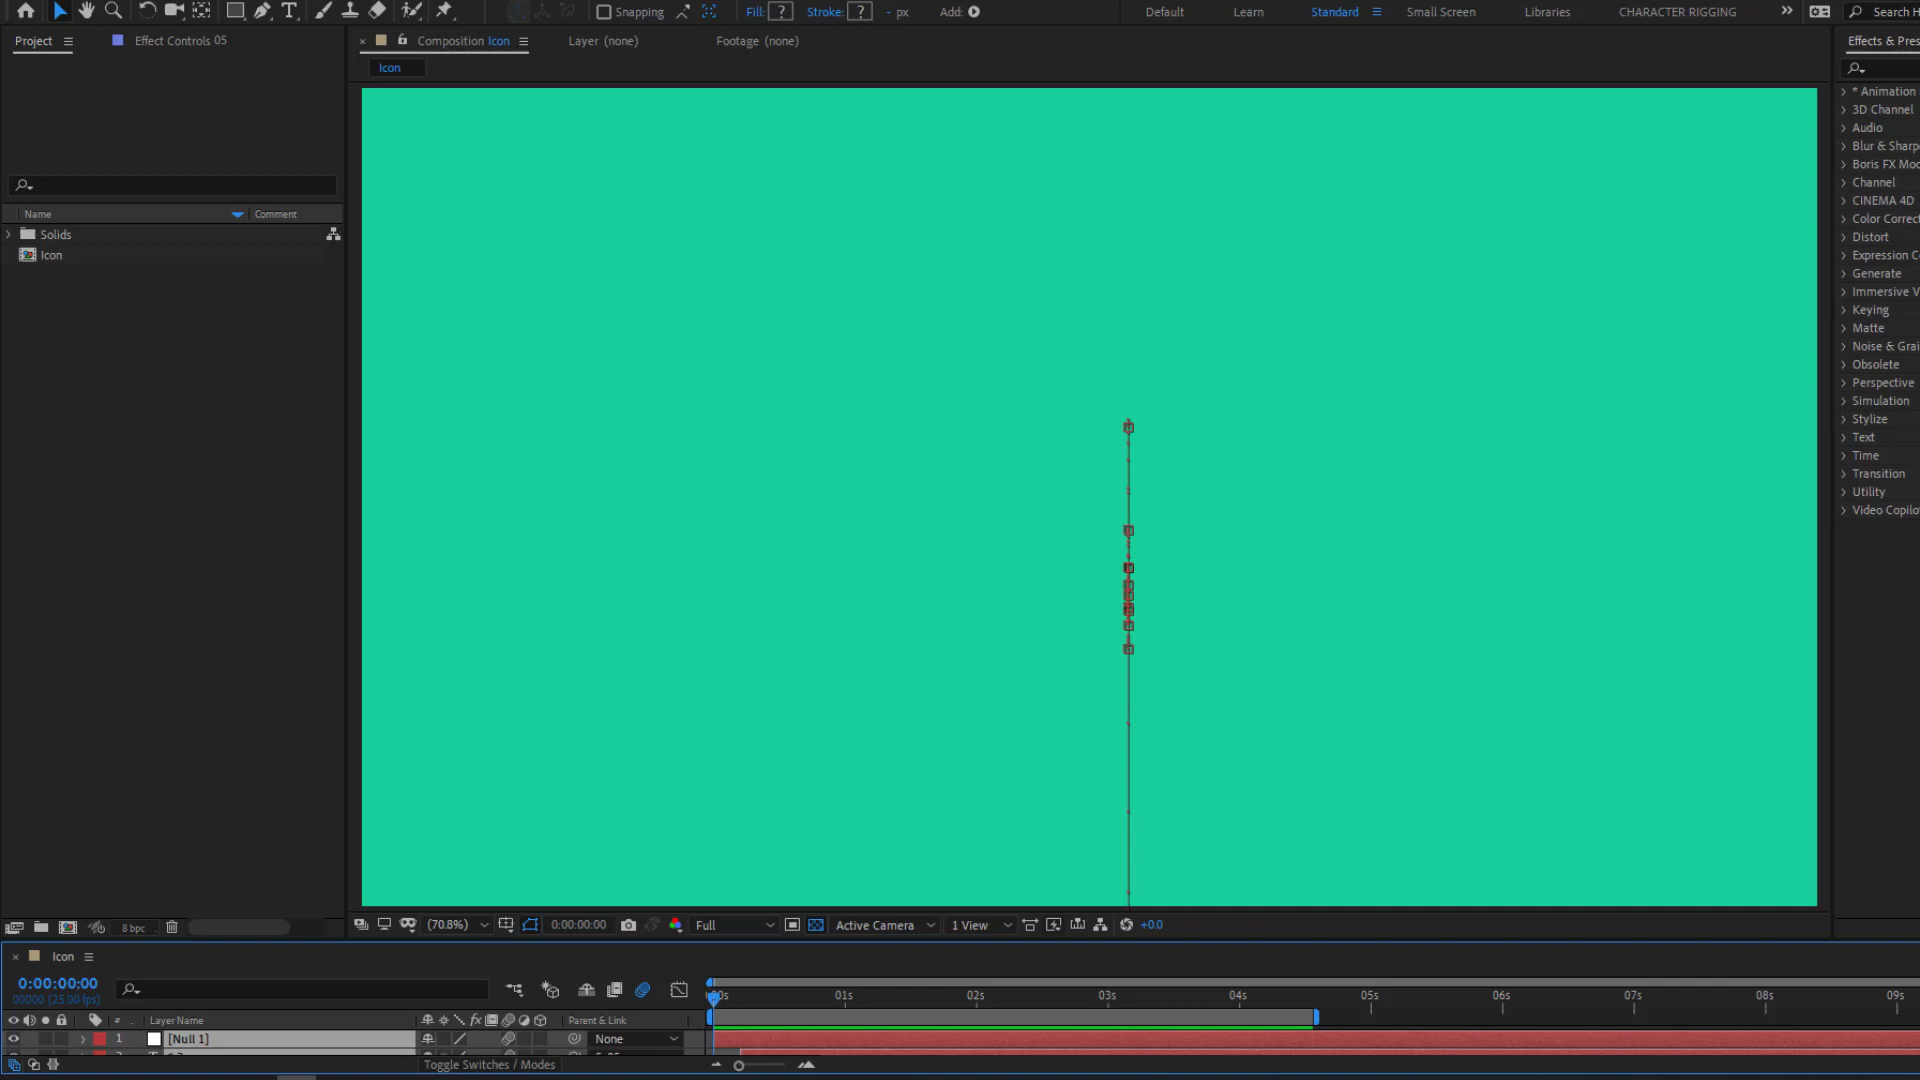 Snapping
Fill: ?
Stroke: ?
- px
Add:
Default
Learn
Standard
Small Screen
Libraries
CHARACTER RIGGING
Search H
Project
Effect Controls 05
Composition Icon
Layer (none)
Footage (none)
Effects & Pres
Icon
Name
Comment
Solids
Icon
* Animation
3D Channel
Audio
Blur & Sharp
Boris FX Moc
Channel
CINEMA 4D
Color Correct
Distort
Expression C
Generate
Immersive V
Keying
Matte
Noise & Grai
Obsolete
Perspective
Simulation
Stylize
Text
Time
Transition
Utility
Video Copilo
8 bpc
(70.8%)
0:00:00:00
Full
Active Camera
1 View
+0.0
Icon
0:00:00:00
00000 (25.00 fps)
00s
01s
02s
03s
04s
05s
06s
07s
08s
09s
#
Layer Name
fx
Parent & Link
1
[Null 1]
None
Toggle Switches / Modes